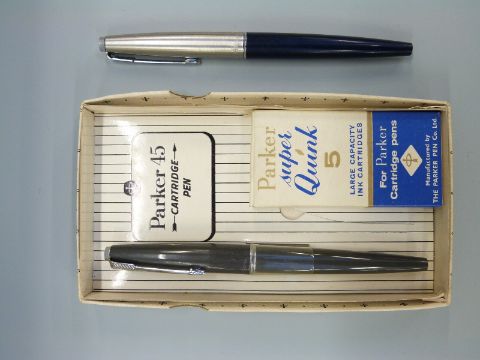 Parker 45
CARTRIDGE
PEN
Parker
super
Quink
5
LARGE CAPACITY
INK CARTRIDGES
For Parker
Cartridge pens
Manufactured by
THE PARKER PEN Co. Ltd.